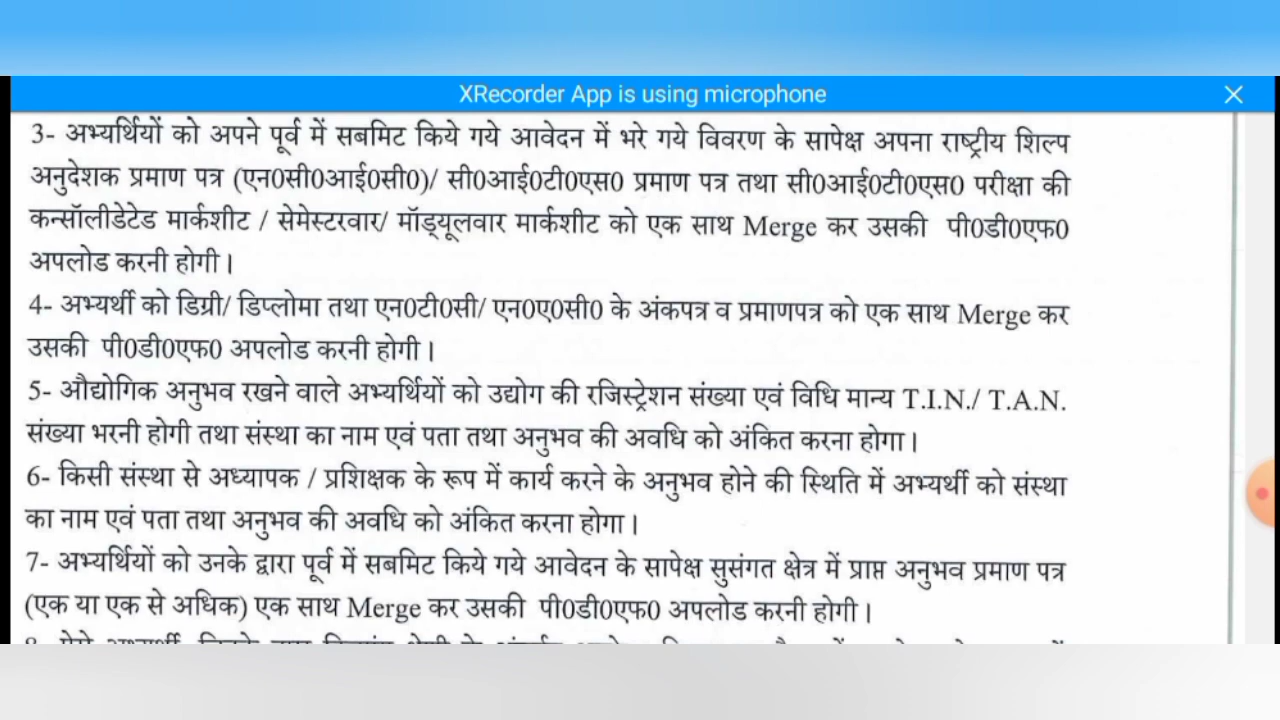 XRecorder App is using microphone
3- अभ्यर्थियों को अपने पूर्व में सबमिट किये गये आवेदन में भरे गये विवरण के सापेक्ष अपना राष्ट्रीय शिल्प
अनुदेशक प्रमाण पत्र (एन0सी0आई0सी0)/ सी0आई0टी0एस0 प्रमाण पत्र तथा सी0आई0टी0एस0 परीक्षा की
कन्सॉलीडेटेड मार्कशीट / सेमेस्टरवार/ मॉड्यूलवार मार्कशीट को एक साथ Merge कर उसकी पी0डी0एफ0
अपलोड करनी होगी।
4- अभ्यर्थी को डिग्री/ डिप्लोमा तथा एन0टी0सी/ एन0ए0सी0 के अंकपत्र व प्रमाणपत्र को एक साथ Merge कर
उसकी पी0डी0एफ0 अपलोड करनी होगी।
5- औद्योगिक अनुभव रखने वाले अभ्यर्थियों को उद्योग की रजिस्ट्रेशन संख्या एवं विधि मान्य T.I.N./ T.A.N.
संख्या भरनी होगी तथा संस्था का नाम एवं पता तथा अनुभव की अवधि को अंकित करना होगा।
6- किसी संस्था से अध्यापक / प्रशिक्षक के रूप में कार्य करने के अनुभव होने की स्थिति में अभ्यर्थी को संस्था
का नाम एवं पता तथा अनुभव की अवधि को अंकित करना होगा।
7- अभ्यर्थियों को उनके द्वारा पूर्व में सबमिट किये गये आवेदन के सापेक्ष सुसंगत क्षेत्र में प्राप्त अनुभव प्रमाण पत्र
(एक या एक से अधिक) एक साथ Merge कर उसकी पी0डी0एफ0 अपलोड करनी होगी।